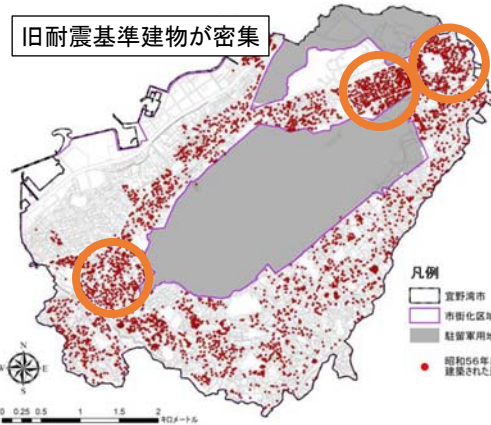 旧耐震基準建物が密集
凡例
宜野湾市
市街化区域
駐留軍用地
昭和56年
建築された
N
W E
S
0 0.25 0.5 1 1.5 2
キロメートル